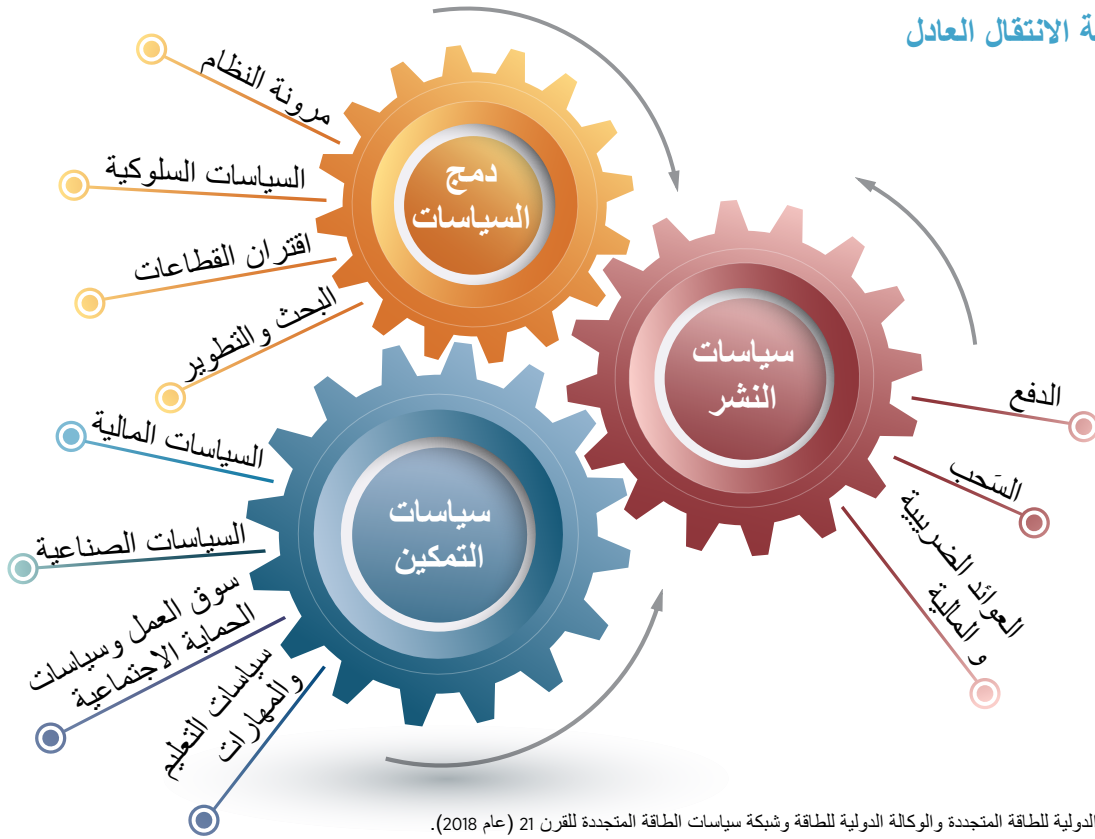 الانتقال العادل
مرونة النظام
السياسات السلوكية
اقتران القطاعات
البحث والتطوير
دمج
السياسات
سياسات
النشر
الدفع
السَحب
العوائد الضريبية
و المالية
السياسات المالية
السياسات الصناعية
سوق العمل وسياسات
الحماية الاجتماعية
سياسات التعليم
والمهارات
سياسات
التمكين
الدولية للطاقة المتجددة والوكالة الدولية للطاقة وشبكة سياسات الطاقة المتجددة للقرن 21 (عام 2018).